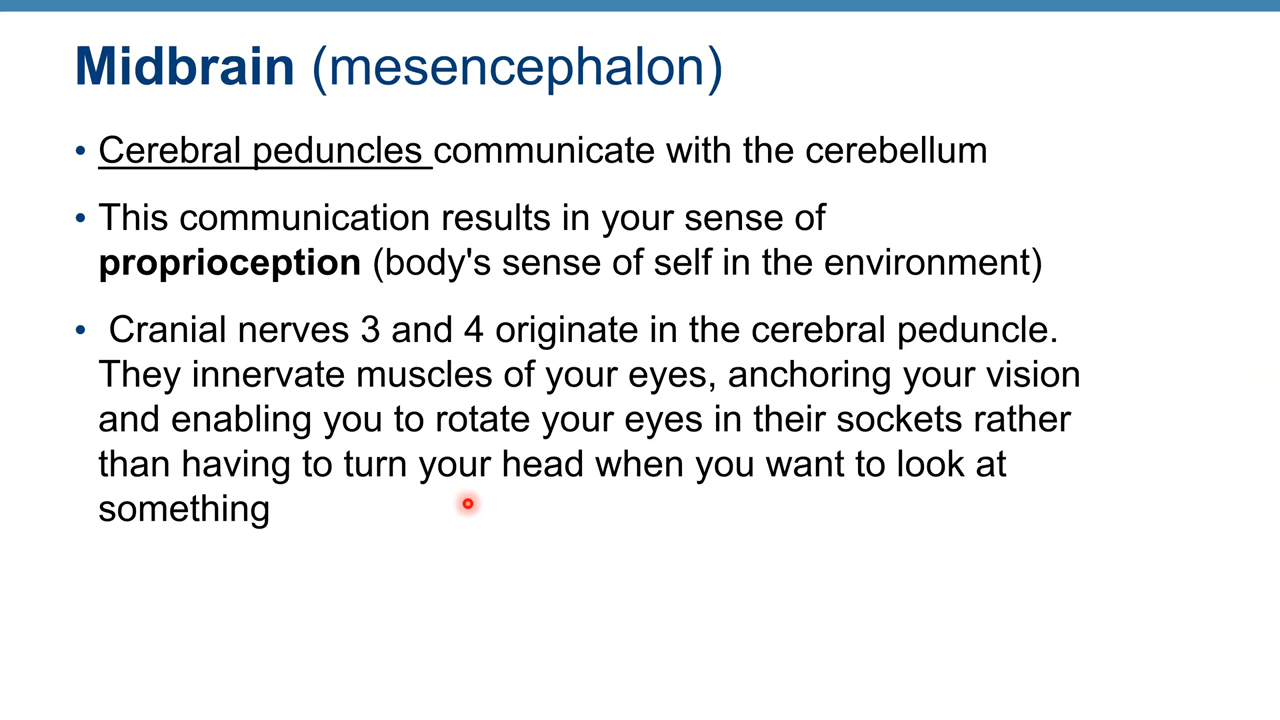 Midbrain (mesencephalon)
• Cerebral peduncles communicate with the cerebellum
• This communication results in your sense of
proprioception (body's sense of self in the environment)
• Cranial nerves 3 and 4 originate in the cerebral peduncle.
They innervate muscles of your eyes, anchoring your vision
and enabling you to rotate your eyes in their sockets rather
than having to turn your head when you want to look at
something